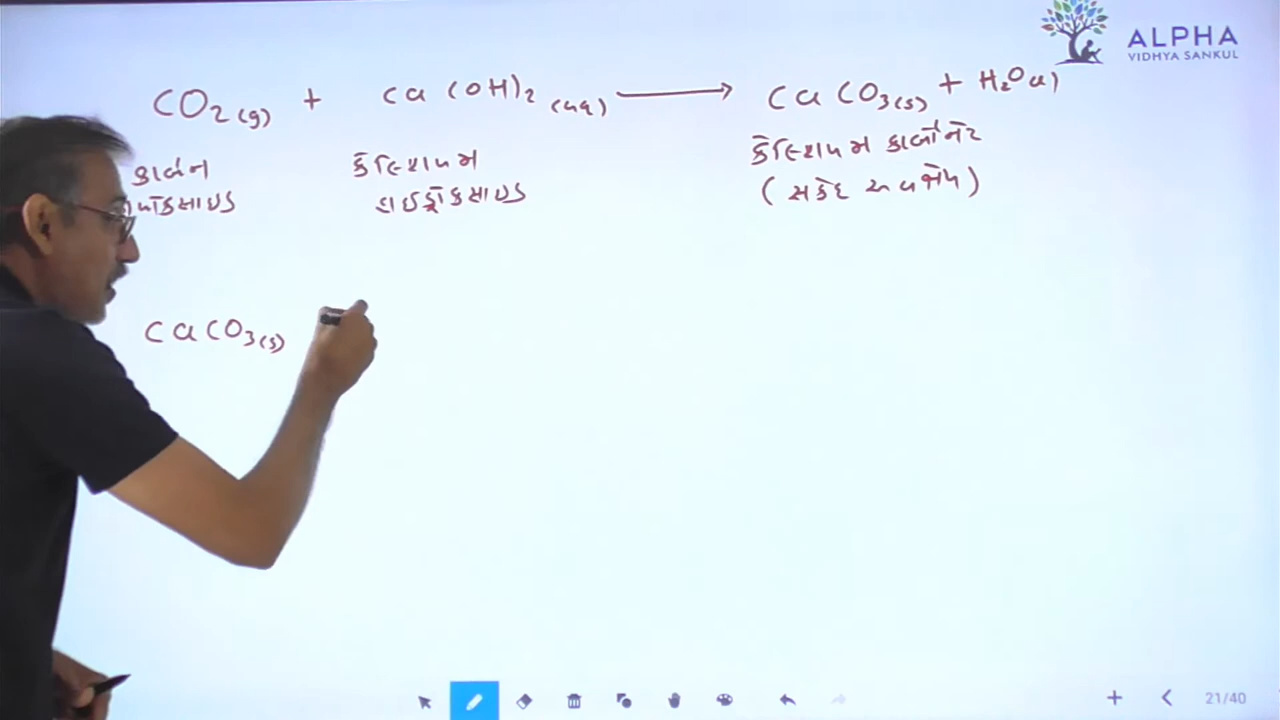 ALPHA
VIDHYA SANKUL
CO2(g) + Ca(OH)2(aq) ⟶ CaCO3(s) + H2O(l)
કાર્બન કેલ્શિયમ કેલ્શિયમ કાર્બોનેટ
હાઇડ્રોક્સાઇડ (સફેદ અવક્ષેપ)
CaCO3(s)
21/40